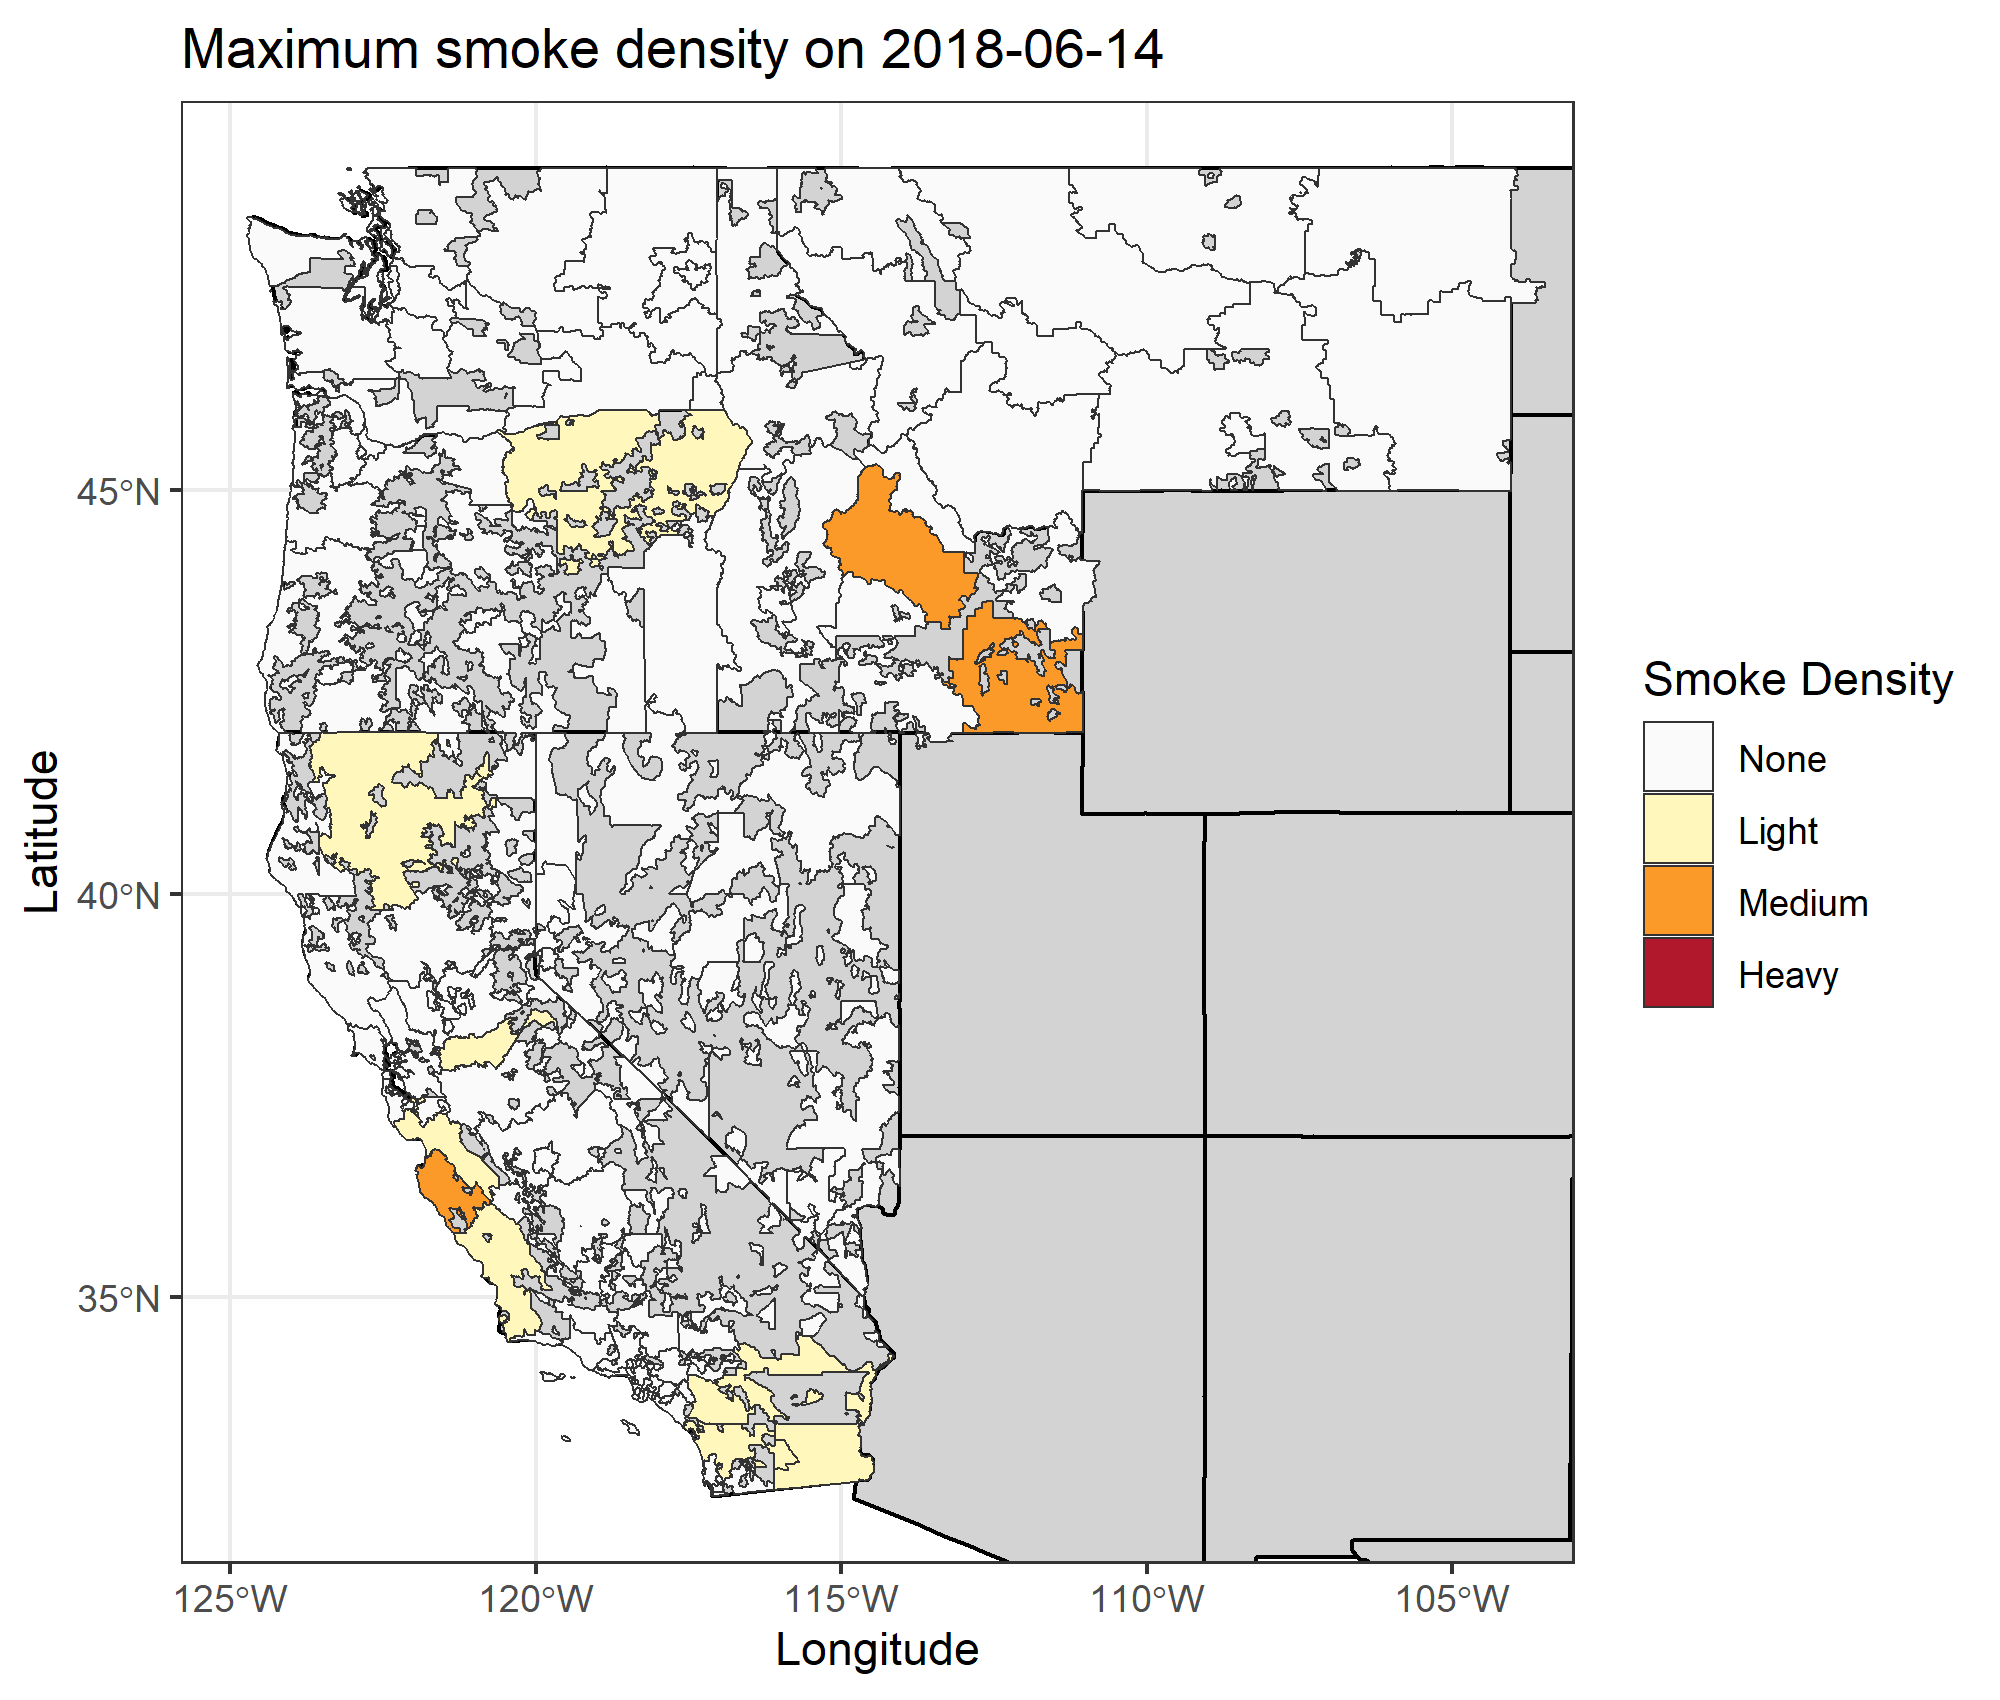 Maximum smoke density on 2018-06-14
45°N
40°N
35°N
Latitude
125°W
120°W
115°W
110°W
105°W
Longitude
Smoke Density
None
Light
Medium
Heavy